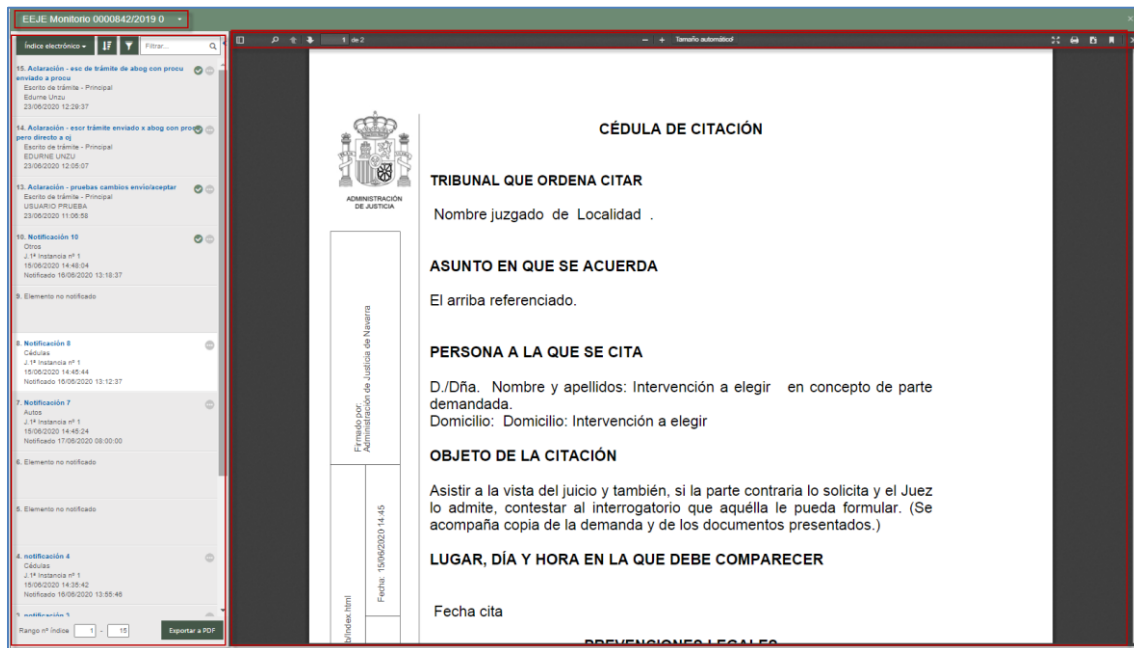 EEJE Monitorio 0000842/2019 0
Índice electrónico
Filtrar...
15. Aclaración - esc de trámite de abog con procu
enviado a procu
Escrito de trámite - Principal
Edurne Unzu
23/06/2020 12:28:37
14. Aclaración - escr trámite enviado x abog con pro
pero directo a oj
Escrito de trámite - Principal
EDURNE UNZU
23/06/2020 12:05:07
13. Aclaración - pruebas cambios envio/aceptar
Escrito de trámite - Principal
USUARIO PRUEBA
23/06/2020 11:06:58
10. Notificación 10
Otros
J.1ª Instancia nº 1
15/06/2020 14:48:04
Notificado 16/06/2020 13:18:37
9. Elemento no notificado
8. Notificación 8
Cédulas
J.1ª Instancia nº 1
15/06/2020 14:46:44
Notificado 16/06/2020 13:12:37
7. Notificación 7
Autos
J.1ª Instancia nº 1
15/06/2020 14:45:24
Notificado 17/06/2020 08:00:00
6. Elemento no notificado
5. Elemento no notificado
4. notificación 4
Cédulas
J.1ª Instancia nº 1
15/06/2020 14:35:42
Notificado 16/06/2020 13:55:46
3. notificación 3
Rango nº índice 1 - 15 Exportar a PDF
1 de 2
Tamaño automático
ADMINISTRACIÓN
DE JUSTICIA
Firmado por:
Administración de Justicia de Navarra
Fecha: 15/06/2020 14:45
b/index.html
CÉDULA DE CITACIÓN
TRIBUNAL QUE ORDENA CITAR
Nombre juzgado de Localidad .
ASUNTO EN QUE SE ACUERDA
El arriba referenciado.
PERSONA A LA QUE SE CITA
D./Dña. Nombre y apellidos: Intervención a elegir en concepto de parte
demandada.
Domicilio: Domicilio: Intervención a elegir
OBJETO DE LA CITACIÓN
Asistir a la vista del juicio y también, si la parte contraria lo solicita y el Juez
lo admite, contestar al interrogatorio que aquélla le pueda formular. (Se
acompaña copia de la demanda y de los documentos presentados.)
LUGAR, DÍA Y HORA EN LA QUE DEBE COMPARECER
Fecha cita
PREVENCIONES LEGALES